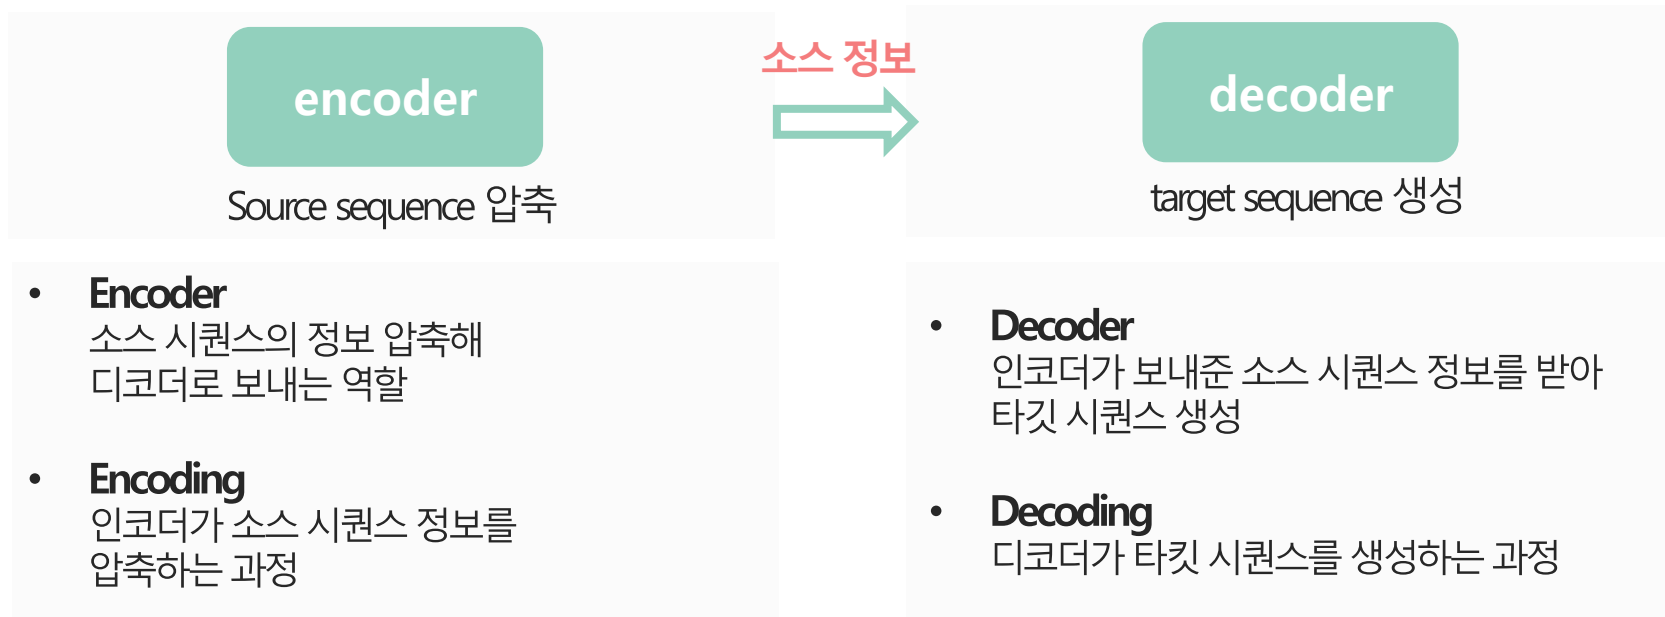 encoder
Source sequence 압축
소스 정보
decoder
target sequence 생성
• Encoder
소스 시퀀스의 정보 압축해
디코더로 보내는 역할
• Encoding
인코더가 소스 시퀀스 정보를
압축하는 과정
• Decoder
인코더가 보내준 소스 시퀀스 정보를 받아
타깃 시퀀스 생성
• Decoding
디코더가 타킷 시퀀스를 생성하는 과정